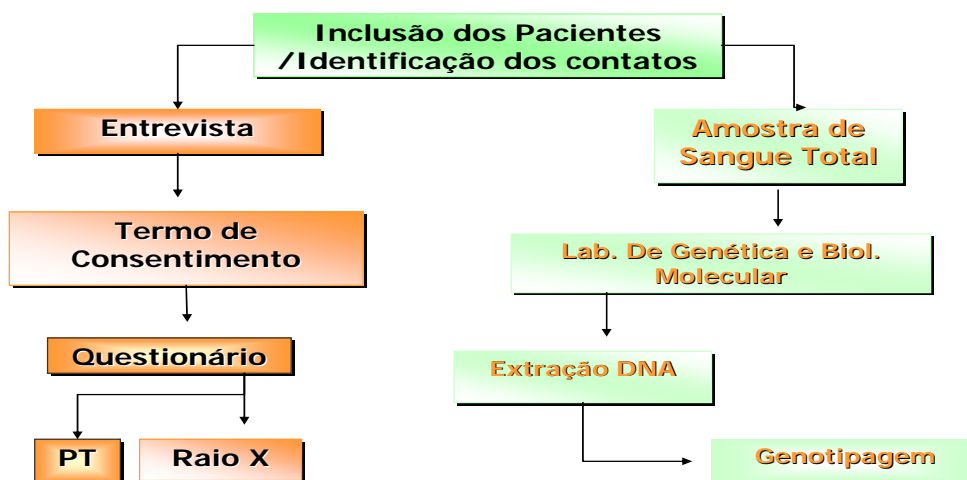 Inclusão dos Pacientes
/Identificação dos contatos
Entrevista
Amostra de
Sangue Total
Termo de
Consentimento
Lab. De Genética e Biol.
Molecular
Questionário
Extração DNA
PT
Raio X
Genotipagem